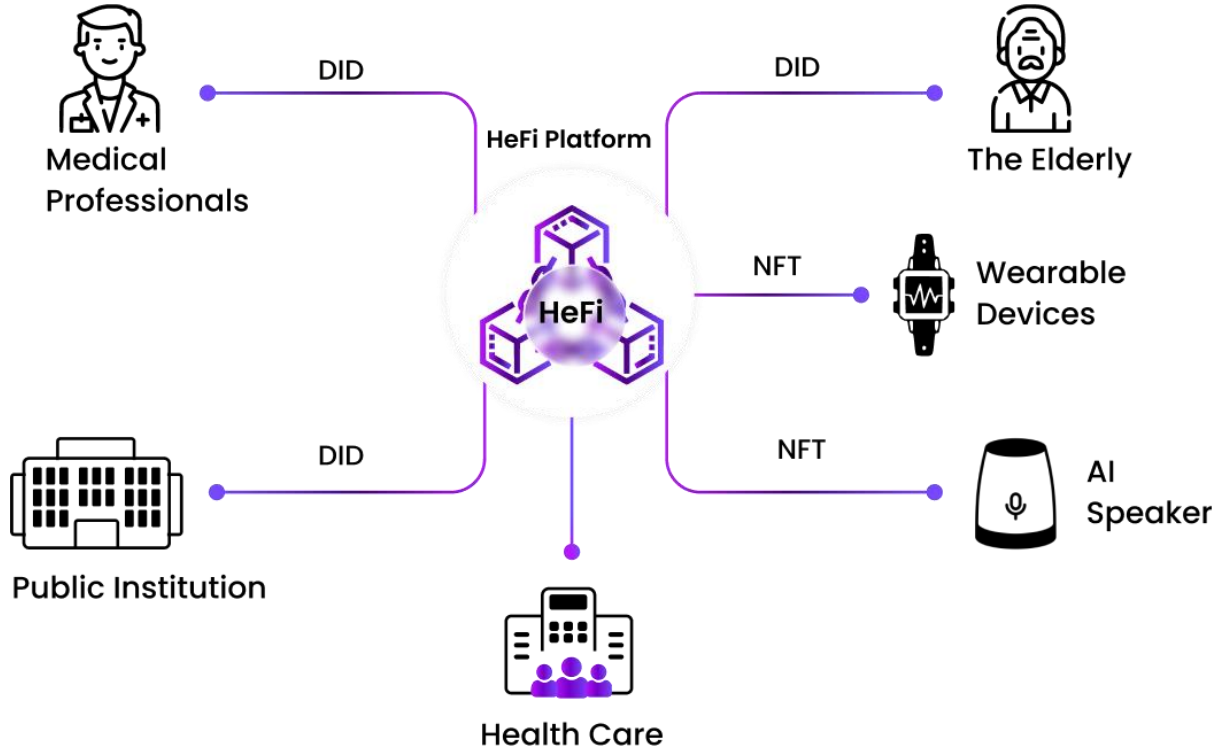 DID
DID
HeFi Platform
Medical
Professionals
The Elderly
NFT
Wearable
Devices
HeFi
DID
NFT
AI
Speaker
Public Institution
Health Care